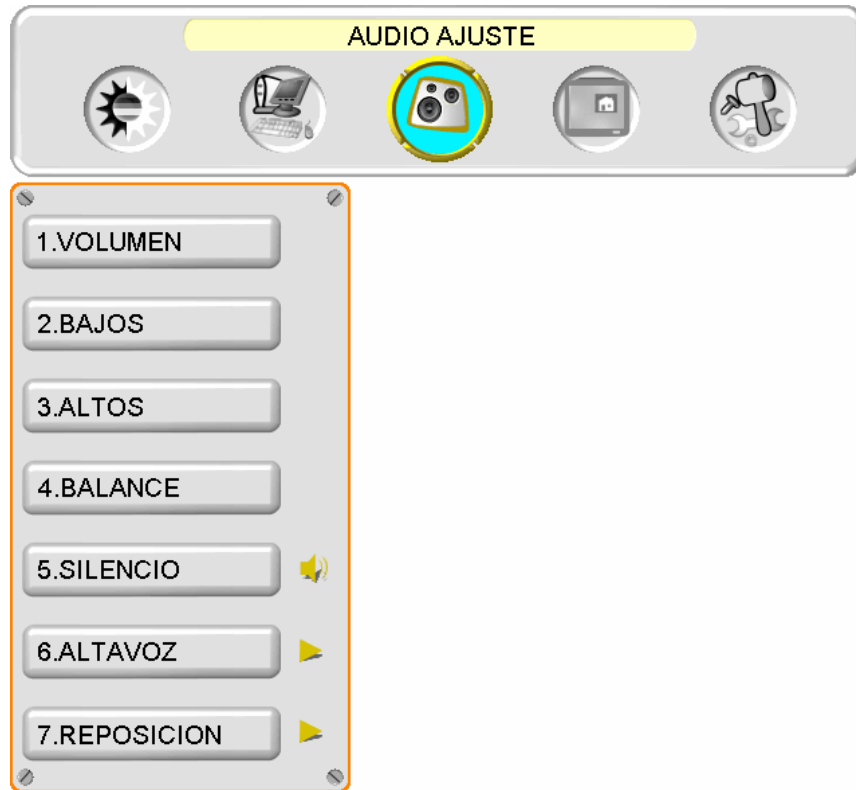 AUDIO AJUSTE
1.VOLUMEN
2.BAJOS
3.ALTOS
4.BALANCE
5.SILENCIO
6.ALTAVOZ
7.REPOSICION